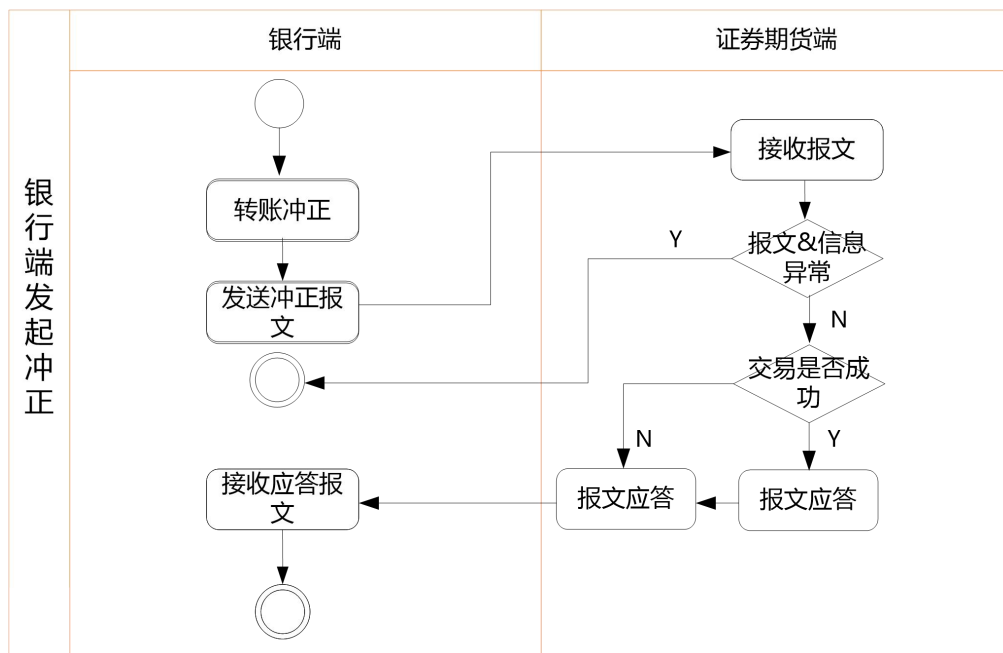 银行端
证券期货端
银行端发起冲正
接收报文
转账冲正
Y
报文&信息
异常
发送冲正报
文
N
交易是否成
功
N
Y
接收应答报
文
报文应答
报文应答